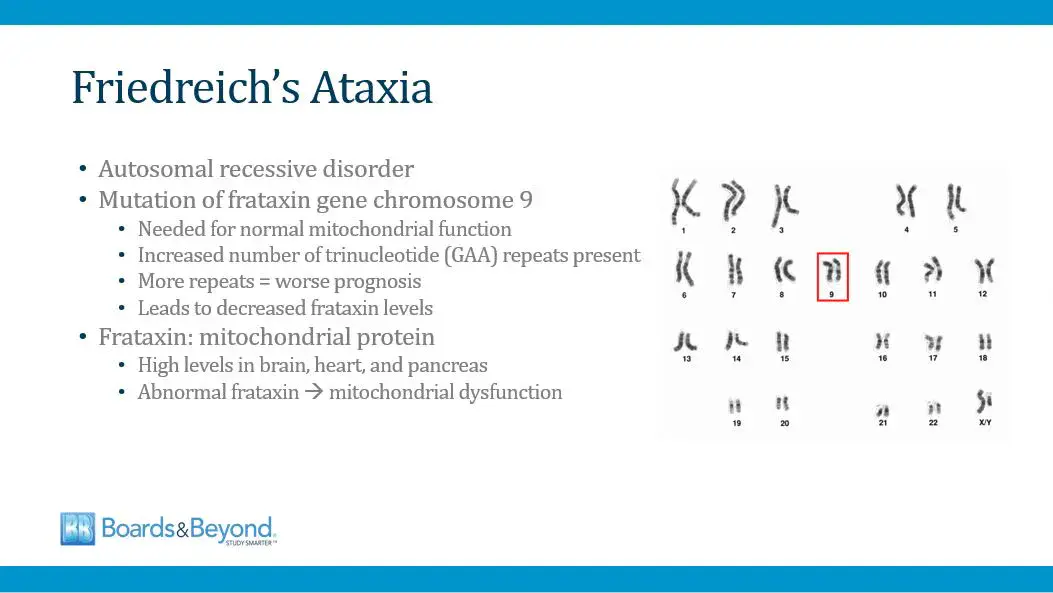 Friedreich's Ataxia
• Autosomal recessive disorder
• Mutation of frataxin gene chromosome 9
• Needed for normal mitochondrial function
• Increased number of trinucleotide (GAA) repeats present
• More repeats = worse prognosis
• Leads to decreased frataxin levels
• Frataxin: mitochondrial protein
• High levels in brain, heart, and pancreas
• Abnormal frataxin → mitochondrial dysfunction
1 2 3 4 5
6 7 8 9 10 11 12
13 14 15 16 17 18
19 20 21 22 X/Y
BB Boards&Beyond.
STUDY SMARTER™